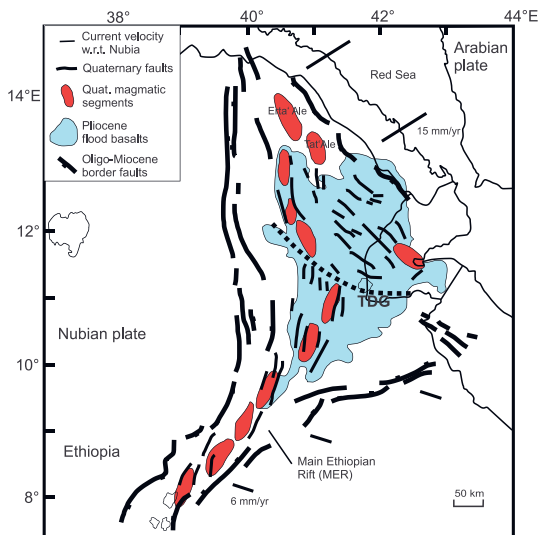 38°
40°
42°
44°E
Current velocity
w.r.t. Nubia
Quaternary faults
Quat. magmatic
segments
Pliocene
flood basalts
Oligo-Miocene
border faults
Arabian
plate
Red Sea
15 mm/yr
14°E
Erta' Ale
Tat'Ale
12°
TDG
Nubian plate
10°
Ethiopia
Main Ethiopian
Rift (MER)
6 mm/yr
8°
50 km